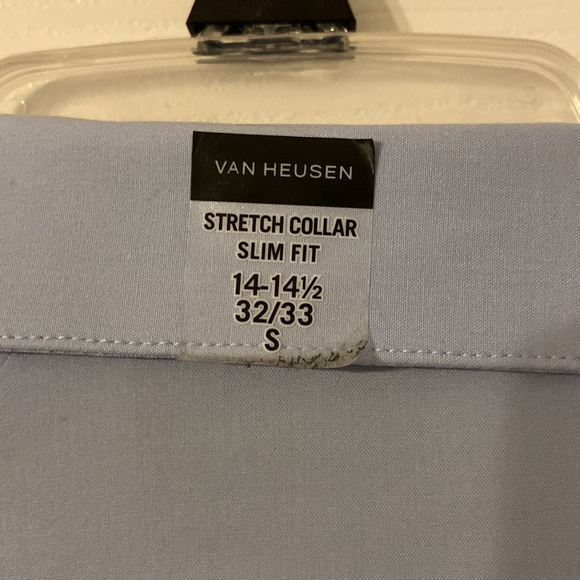 VAN HEUSEN
STRETCH COLLAR
SLIM FIT
14-14½
32/33
S